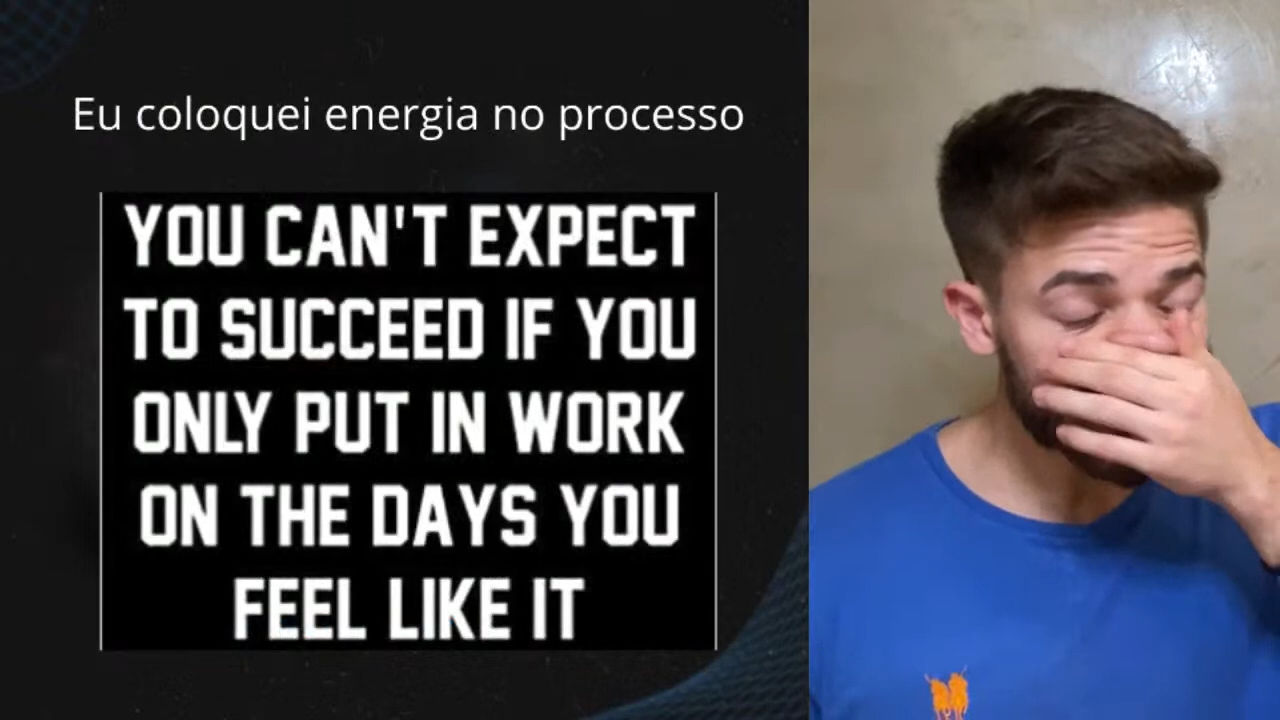 Eu coloquei energia no processo
YOU CAN'T EXPECT
TO SUCCEED IF YOU
ONLY PUT IN WORK
ON THE DAYS YOU
FEEL LIKE IT